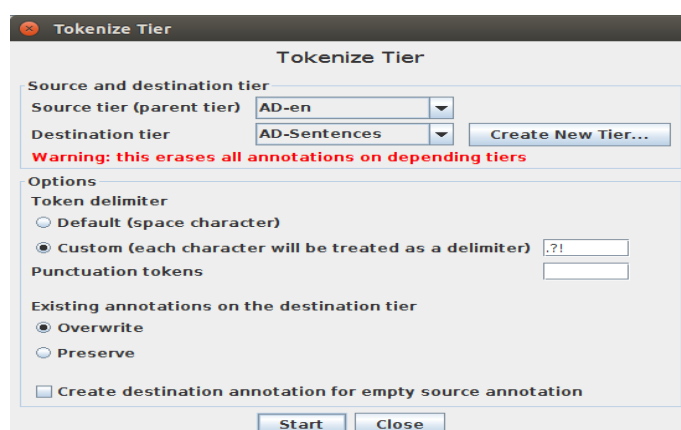 Tokenize Tier
Tokenize Tier
Source and destination tier
Source tier (parent tier) AD-en
Destination tier AD-Sentences Create New Tier...
Warning: this erases all annotations on depending tiers
Options
Token delimiter
Default (space character)
Custom (each character will be treated as a delimiter) .?!
Punctuation tokens
Existing annotations on the destination tier
Overwrite
Preserve
Create destination annotation for empty source annotation
Start Close